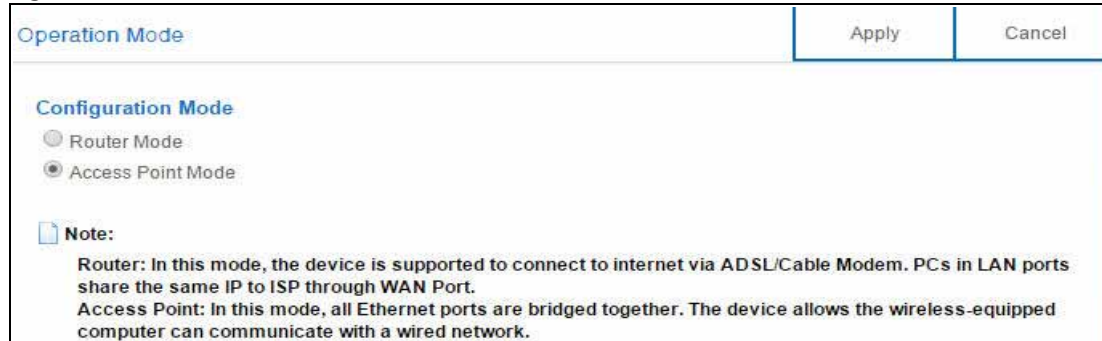 Operation Mode
Apply
Cancel
Configuration Mode
Router Mode
Access Point Mode
Note:
Router: In this mode, the device is supported to connect to internet via ADSL/Cable Modem. PCs in LAN ports
share the same IP to ISP through WAN Port.
Access Point: In this mode, all Ethernet ports are bridged together. The device allows the wireless-equipped
computer can communicate with a wired network.